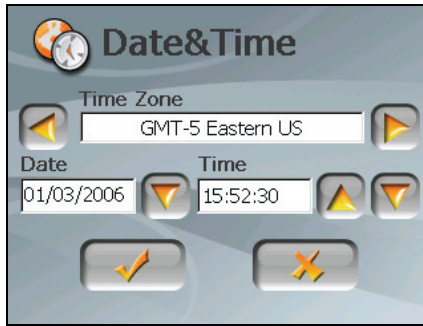 Date&Time
Time Zone
GMT-5 Eastern US
Date Time
01/03/2006 15:52:30